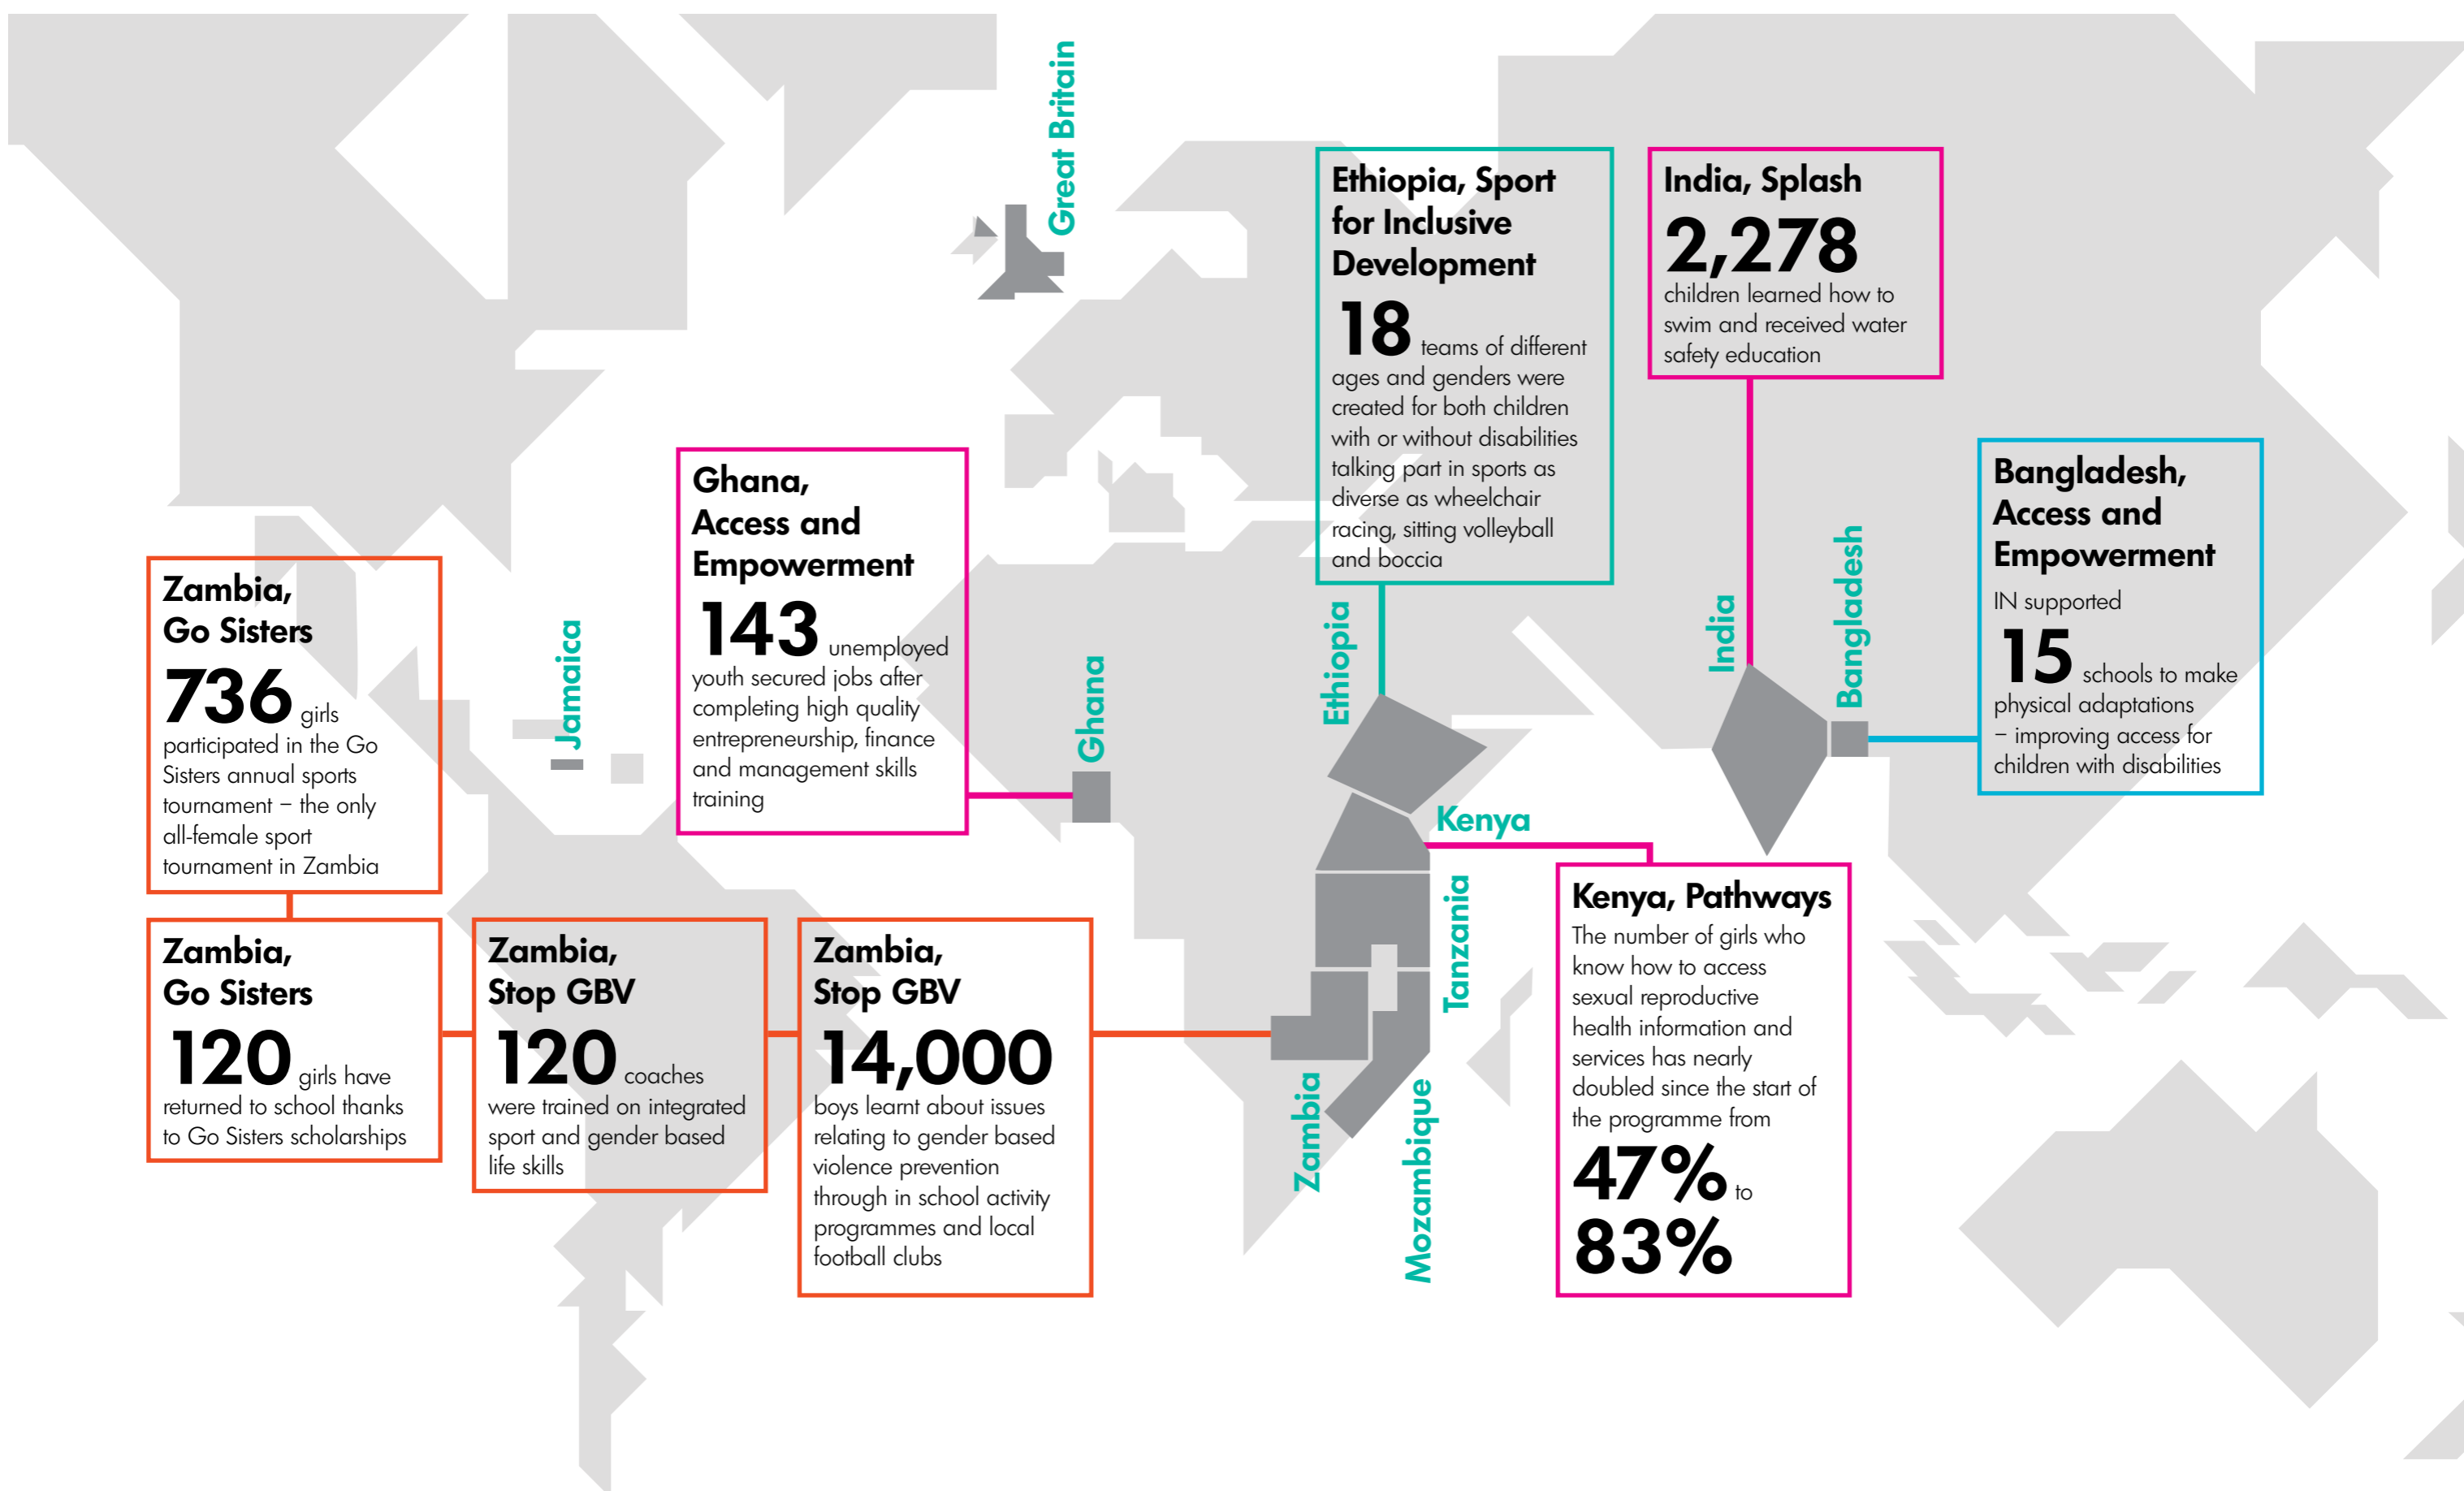 Great Britain
Ethiopia, Sport
for Inclusive
Development
18 teams of different
ages and genders were
created for both children
with or without disabilities
talking part in sports as
diverse as wheelchair
racing, sitting volleyball
and boccia
India, Splash
2,278
children learned how to
swim and received water
safety education
Bangladesh,
Access and
Empowerment
IN supported
15 schools to make
physical adaptations
– improving access for
children with disabilities
Ghana,
Access and
Empowerment
143 unemployed
youth secured jobs after
completing high quality
entrepreneurship, finance
and management skills
training
Zambia,
Go Sisters
736 girls
participated in the Go
Sisters annual sports
tournament – the only
all-female sport
tournament in Zambia
Jamaica
Ghana
Ethiopia
India
Bangladesh
Kenya
Tanzania
Zambia
Mozambique
Zambia,
Go Sisters
120 girls have
returned to school thanks
to Go Sisters scholarships
Zambia,
Stop GBV
120 coaches
were trained on integrated
sport and gender based
life skills
Zambia,
Stop GBV
14,000
boys learnt about issues
relating to gender based
violence prevention
through in school activity
programmes and local
football clubs
Kenya, Pathways
The number of girls who
know how to access
sexual reproductive
health information and
services has nearly
doubled since the start of
the programme from
47% to
83%